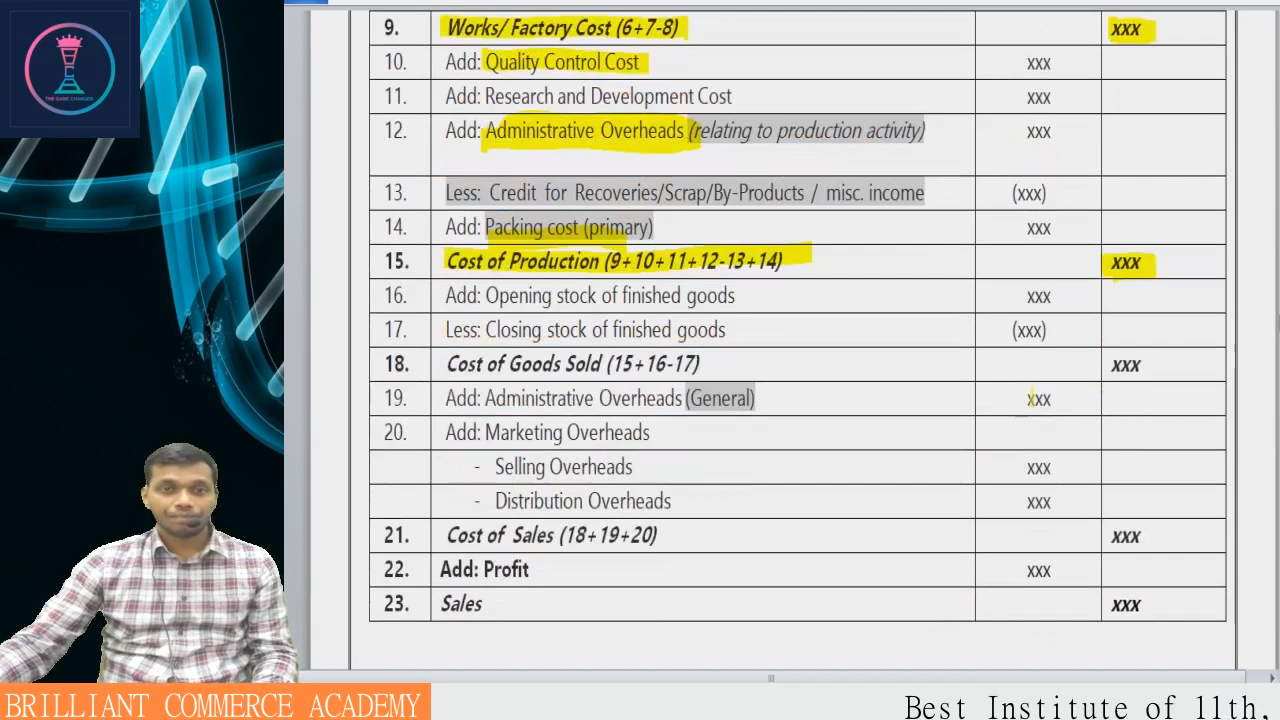 THE GAME CHANGER
9. Works/ Factory Cost (6+7-8) xxx
10. Add: Quality Control Cost xxx
11. Add: Research and Development Cost xxx
12. Add: Administrative Overheads (relating to production activity) xxx
13. Less: Credit for Recoveries/Scrap/By-Products / misc. income (xxx)
14. Add: Packing cost (primary) xxx
15. Cost of Production (9+10+11+12-13+14) xxx
16. Add: Opening stock of finished goods xxx
17. Less: Closing stock of finished goods (xxx)
18. Cost of Goods Sold (15+16-17) xxx
19. Add: Administrative Overheads (General) xxx
20. Add: Marketing Overheads
- Selling Overheads xxx
- Distribution Overheads xxx
21. Cost of Sales (18+19+20) xxx
22. Add: Profit xxx
23. Sales xxx
BRILLIANT COMMERCE ACADEMY
Best Institute of 11th,